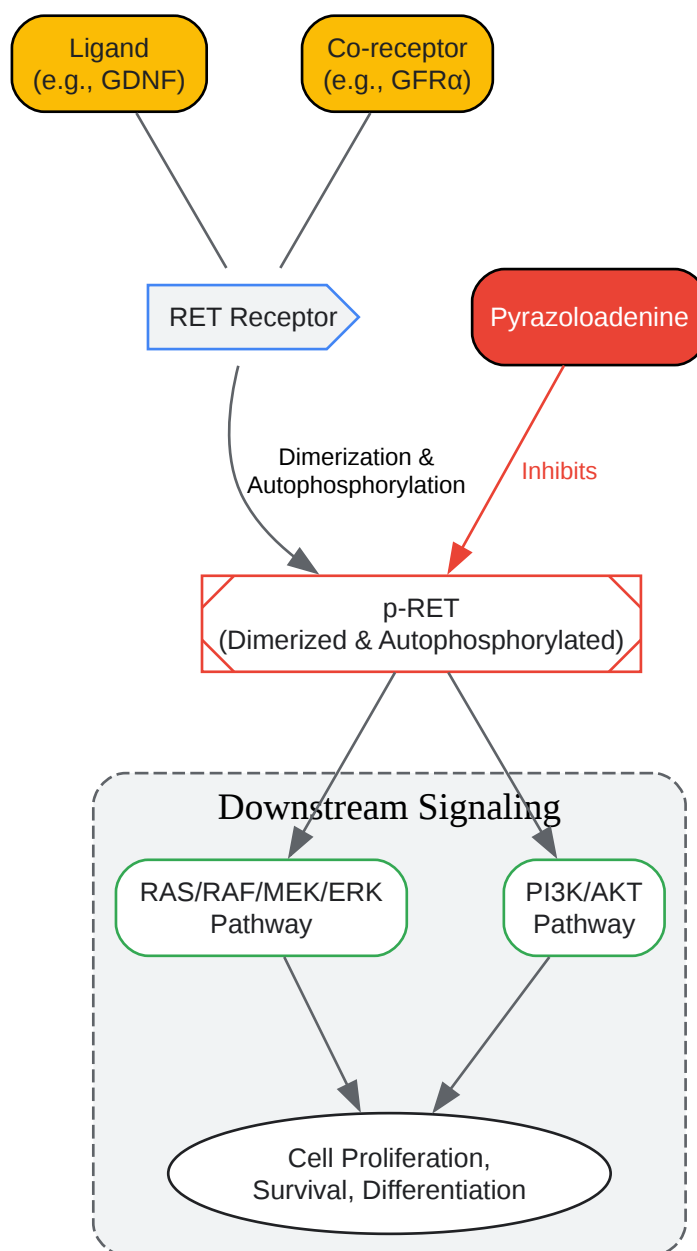 Ligand
(e.g., GDNF)
Co-receptor
(e.g., GFRα)
RET Receptor
Pyrazoloadenine
Dimerization &
Autophosphorylation
Inhibits
p-RET
(Dimerized & Autophosphorylated)
Downstream Signaling
RAS/RAF/MEK/ERK
Pathway
PI3K/AKT
Pathway
Cell Proliferation,
Survival, Differentiation